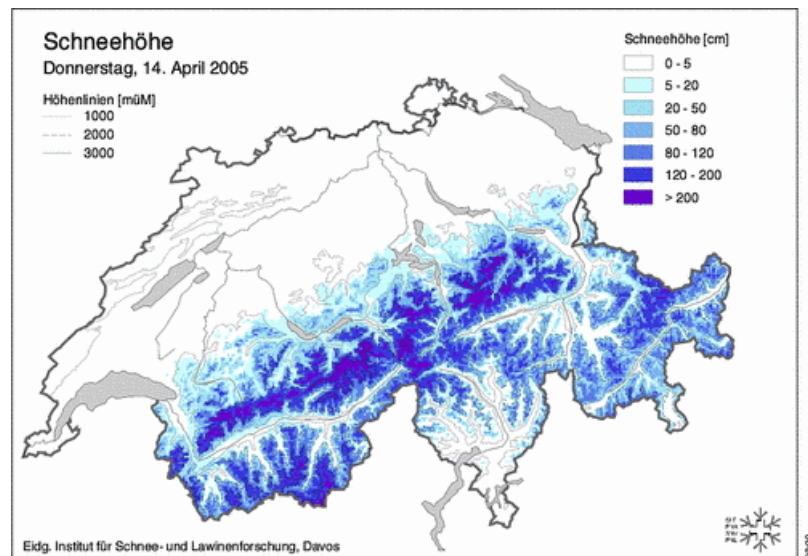 Schneehöhe
Donnerstag, 14. April 2005
Höhenlinien [müM]
1000
2000
3000
Schneehöhe [cm]
0 - 5
5 - 20
20 - 50
50 - 80
80 - 120
120 - 200
> 200
Eidg. Institut für Schnee- und Lawinenforschung, Davos